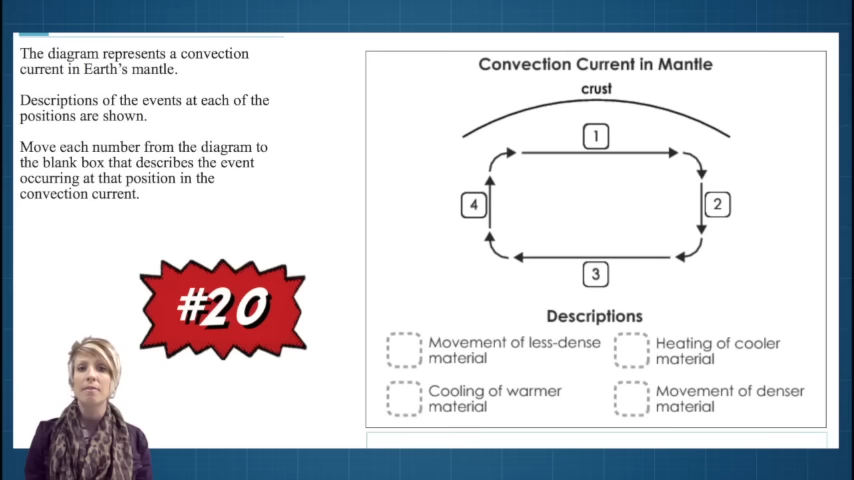 The diagram represents a convection
current in Earth's mantle.
Descriptions of the events at each of the
positions are shown.
Move each number from the diagram to
the blank box that describes the event
occurring at that position in the
convection current.
#20
Convection Current in Mantle
crust
1
4
2
3
Descriptions
Movement of less-dense
material
Heating of cooler
material
Cooling of warmer
material
Movement of denser
material